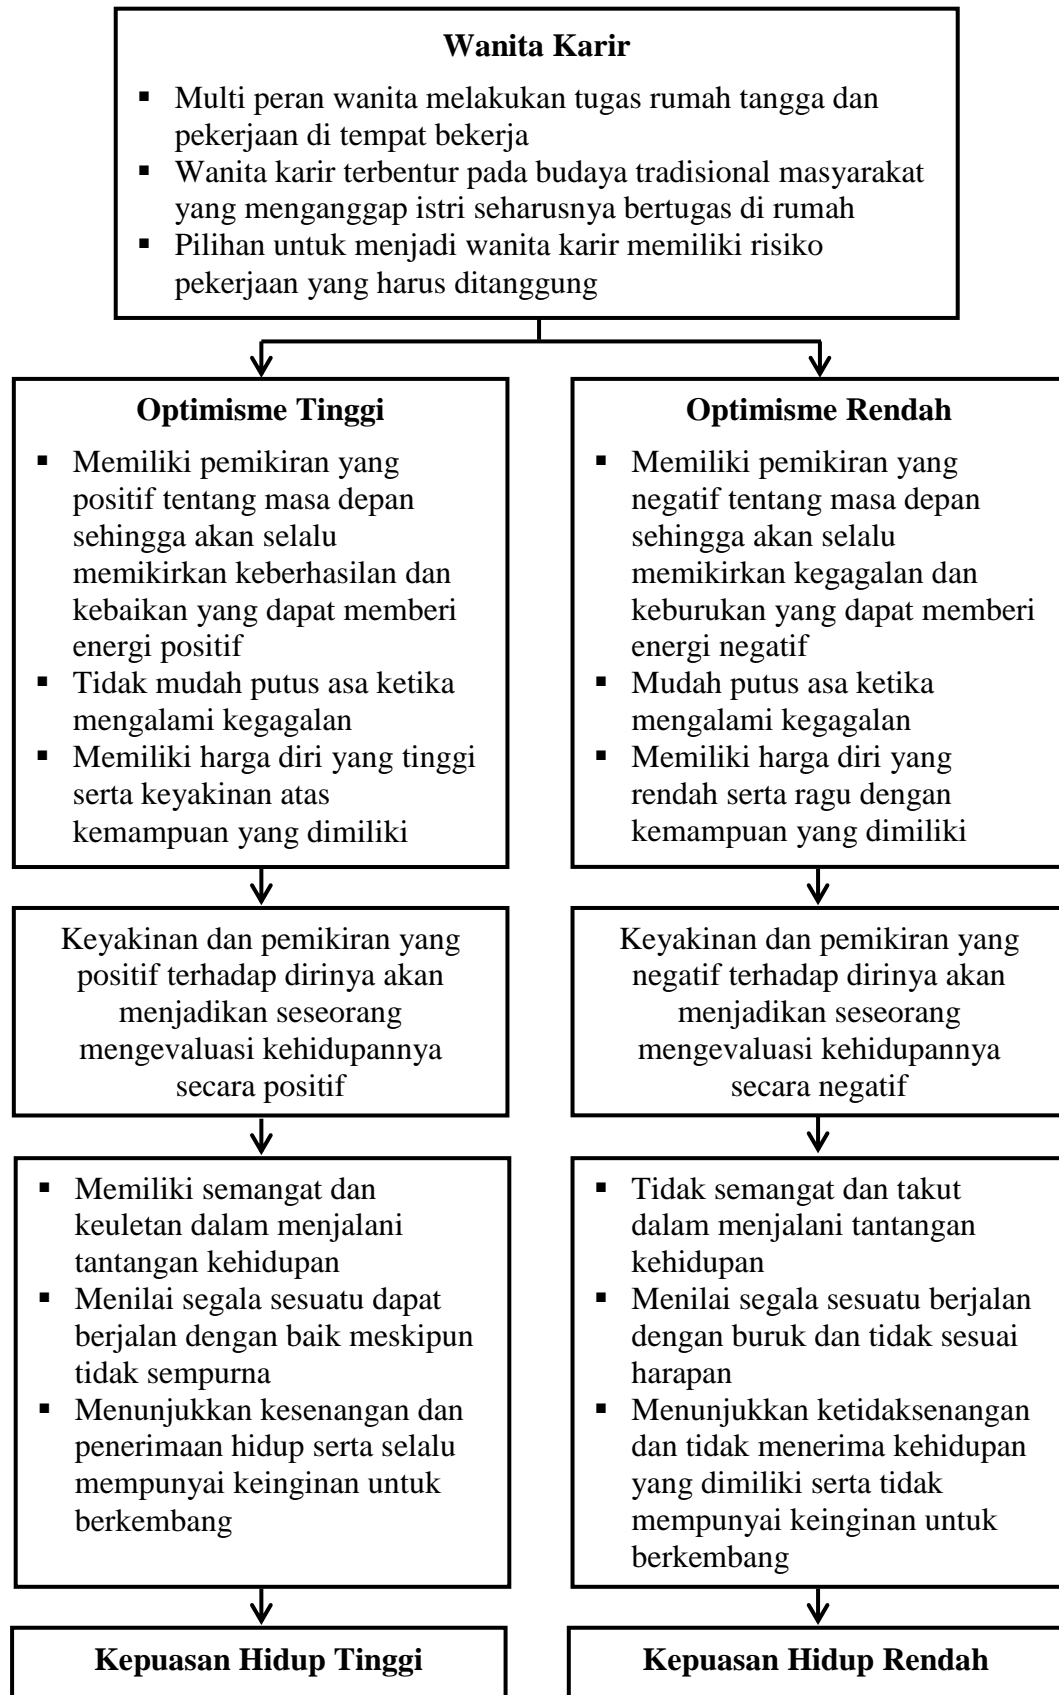 Wanita Karir
▪ Multi peran wanita melakukan tugas rumah tangga dan
pekerjaan di tempat bekerja
▪ Wanita karir terbentur pada budaya tradisional masyarakat
yang menganggap istri seharusnya bertugas di rumah
▪ Pilihan untuk menjadi wanita karir memiliki risiko
pekerjaan yang harus ditanggung
Optimisme Tinggi
▪ Memiliki pemikiran yang
positif tentang masa depan
sehingga akan selalu
memikirkan keberhasilan dan
kebaikan yang dapat memberi
energi positif
▪ Tidak mudah putus asa ketika
mengalami kegagalan
▪ Memiliki harga diri yang tinggi
serta keyakinan atas
kemampuan yang dimiliki
Optimisme Rendah
▪ Memiliki pemikiran yang
negatif tentang masa depan
sehingga akan selalu
memikirkan kegagalan dan
keburukan yang dapat memberi
energi negatif
▪ Mudah putus asa ketika
mengalami kegagalan
▪ Memiliki harga diri yang
rendah serta ragu dengan
kemampuan yang dimiliki
Keyakinan dan pemikiran yang
positif terhadap dirinya akan
menjadikan seseorang
mengevaluasi kehidupannya
secara positif
Keyakinan dan pemikiran yang
negatif terhadap dirinya akan
menjadikan seseorang
mengevaluasi kehidupannya
secara negatif
▪ Memiliki semangat dan
keuletan dalam menjalani
tantangan kehidupan
▪ Menilai segala sesuatu dapat
berjalan dengan baik meskipun
tidak sempurna
▪ Menunjukkan kesenangan dan
penerimaan hidup serta selalu
mempunyai keinginan untuk
berkembang
▪ Tidak semangat dan takut
dalam menjalani tantangan
kehidupan
▪ Menilai segala sesuatu berjalan
dengan buruk dan tidak sesuai
harapan
▪ Menunjukkan ketidaksenangan
dan tidak menerima kehidupan
yang dimiliki serta tidak
mempunyai keinginan untuk
berkembang
Kepuasan Hidup Tinggi
Kepuasan Hidup Rendah